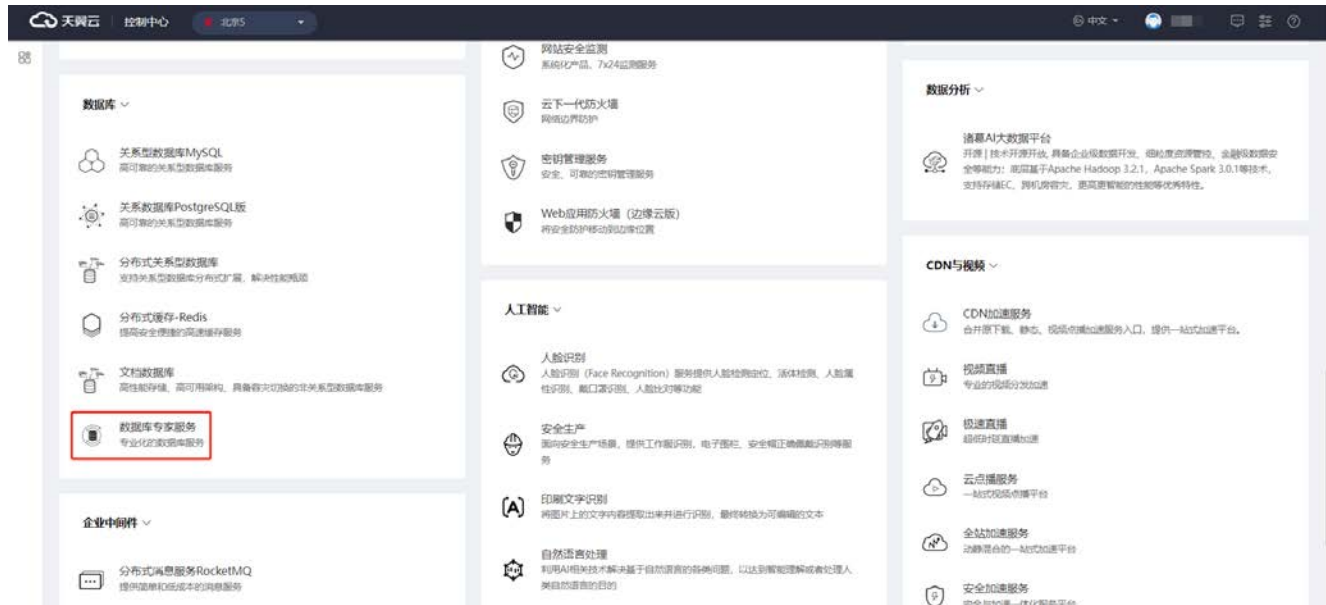 天翼云
控制中心
北京5
中文
数据库
关系型数据库MySQL
高可靠的关系型数据库服务
关系数据库PostgreSQL版
高可靠的关系型数据库服务
分布式关系型数据库
支持关系型数据库分布式扩展，解决性能瓶颈
分布式缓存-Redis
提高安全便捷的高速缓存服务
文档数据库
高性能存储、高可用架构、具备容灾切换的非关系型数据库服务
数据库专家服务
专业化的数据库服务
企业中间件
分布式消息服务RocketMQ
提供简单和低成本的消息服务
网站安全监测
系统化产品、7x24监测服务
云下一代防火墙
网络边界防护
密钥管理服务
安全、可靠的密钥管理服务
Web应用防火墙（边缘云版）
将安全防护移动到边缘位置
人工智能
人脸识别
人脸识别（Face Recognition）服务提供人脸检测定位、活体检测、人脸属
性识别、戴口罩识别、人脸比对等功能
安全生产
面向安全生产场景，提供工作服识别、电子围栏、安全帽正确佩戴识别等服
务
印刷文字识别
将图片上的文字内容提取出来并进行识别，最终转换为可编辑的文本
自然语言处理
利用AI相关技术解决基于自然语言的各类问题，以达到智能理解或者处理人
类自然语言的目的
数据分析
诸葛AI大数据平台
开源 | 技术开源开放, 具备企业级数据开发、细粒度资源管控、金融级数据安
全等能力；底层基于Apache Hadoop 3.2.1、Apache Spark 3.0.1等技术，
支持存储EC、跨机房容灾、更高更智能的性能等优秀特性。
CDN与视频
CDN加速服务
合并原下载、静态、视频点播加速服务入口，提供一站式加速平台。
视频直播
专业的视频分发加速
极速直播
超低时延直播加速
云点播服务
一站式视频点播平台
全站加速服务
动静混合的一站式加速平台
安全加速服务
安全与加速一体化服务平台